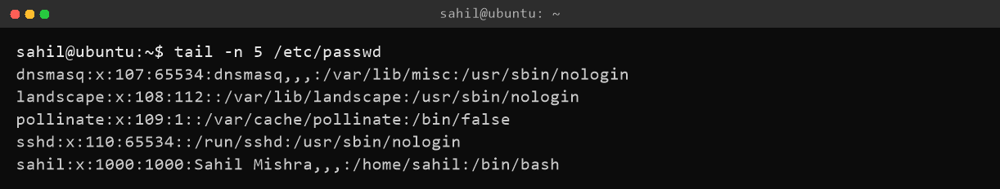 sahil@ubuntu: ~
sahil@ubuntu:~$ tail -n 5 /etc/passwd
dnsmasq:x:107:65534:dnsmasq,,,:/var/lib/misc:/usr/sbin/nologin
landscape:x:108:112::/var/lib/landscape:/usr/sbin/nologin
pollinate:x:109:1::/var/cache/pollinate:/bin/false
sshd:x:110:65534::/run/sshd:/usr/sbin/nologin
sahil:x:1000:1000:Sahil Mishra,,,:/home/sahil:/bin/bash